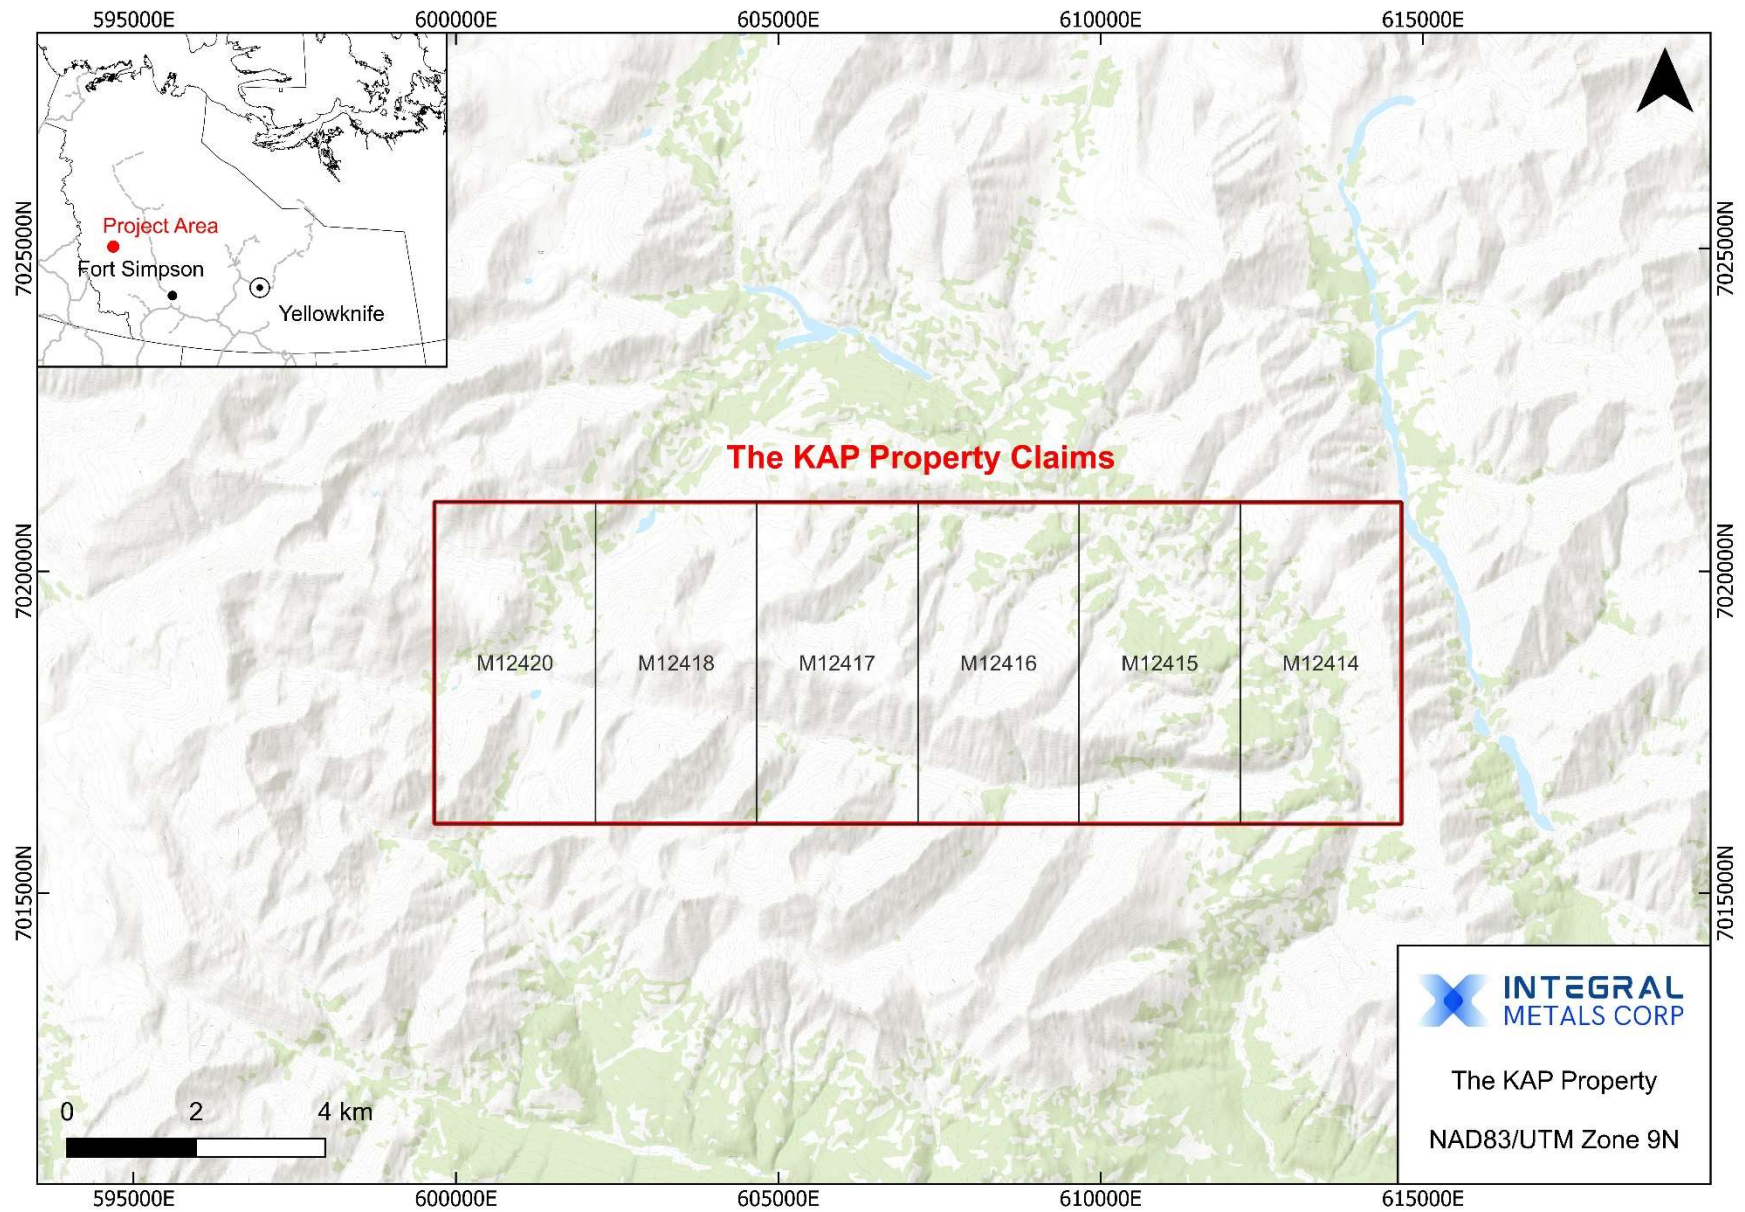 595000E
600000E
605000E
610000E
615000E
Project Area
Fort Simpson
Yellowknife
7025000N
7025000N
The KAP Property Claims
7020000N
7020000N
M12420
M12418
M12417
M12416
M12415
M12414
7015000N
7015000N
INTEGRAL
METALS CORP
The KAP Property
NAD83/UTM Zone 9N
0 2 4 km
595000E
600000E
605000E
610000E
615000E